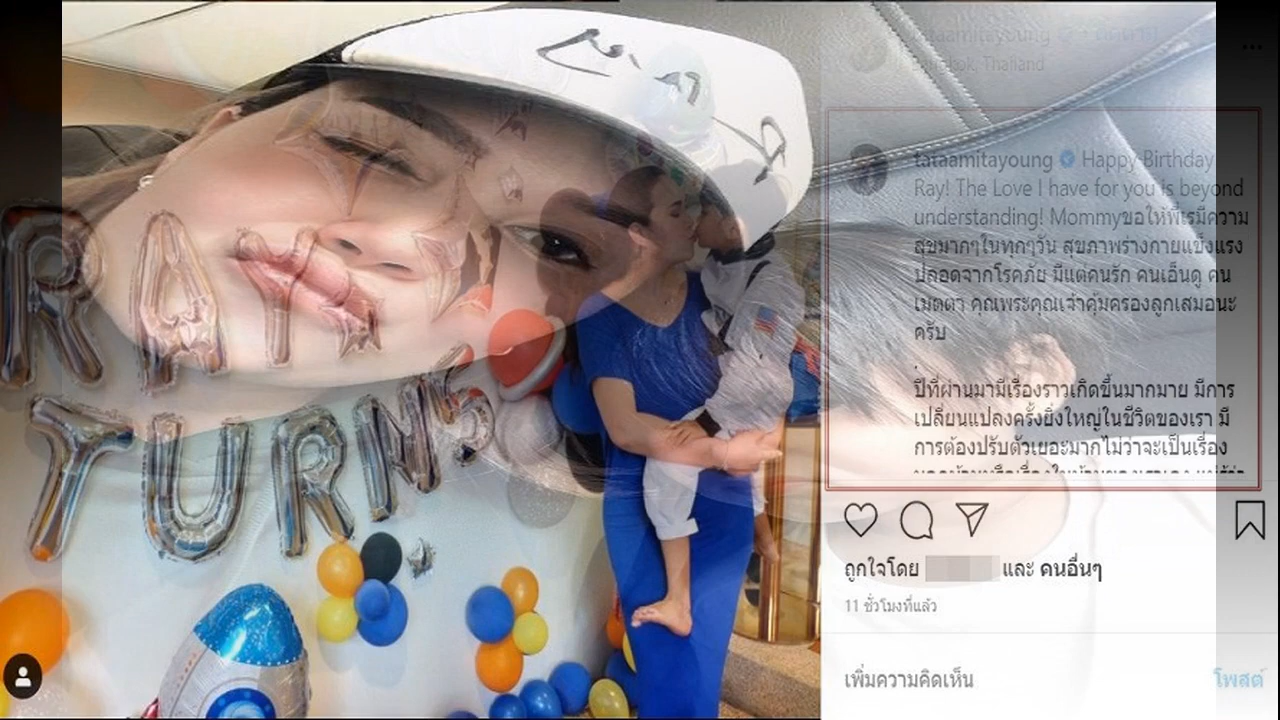 RAY
TURNS
5
tataamitayoung
Bangkok, Thailand
tataamitayoung Happy Birthday
Ray! The Love I have for you is beyond
understanding! Mommyขอให้พี่เรมีความ
สุขมากๆในทุกๆวัน สุขภาพร่างกายแข็งแรง
ปลอดจากโรคภัย มีแต่คนรัก คนเอ็นดู คน
เมตตา คุณพระคุณเจ้าคุ้มครองลูกเสมอนะ
ครับ
.
ปีที่ผ่านมามีเรื่องราวเกิดขึ้นมากมาย มีการ
เปลี่ยนแปลงครั้งยิ่งใหญ่ในชีวิตของเรา มี
การต้องปรับตัวเยอะมากไม่ว่าจะเป็นเรื่อง
ถูกใจโดย และ คนอื่นๆ
11 ชั่วโมงที่แล้ว
เพิ่มความคิดเห็น
โพสต์